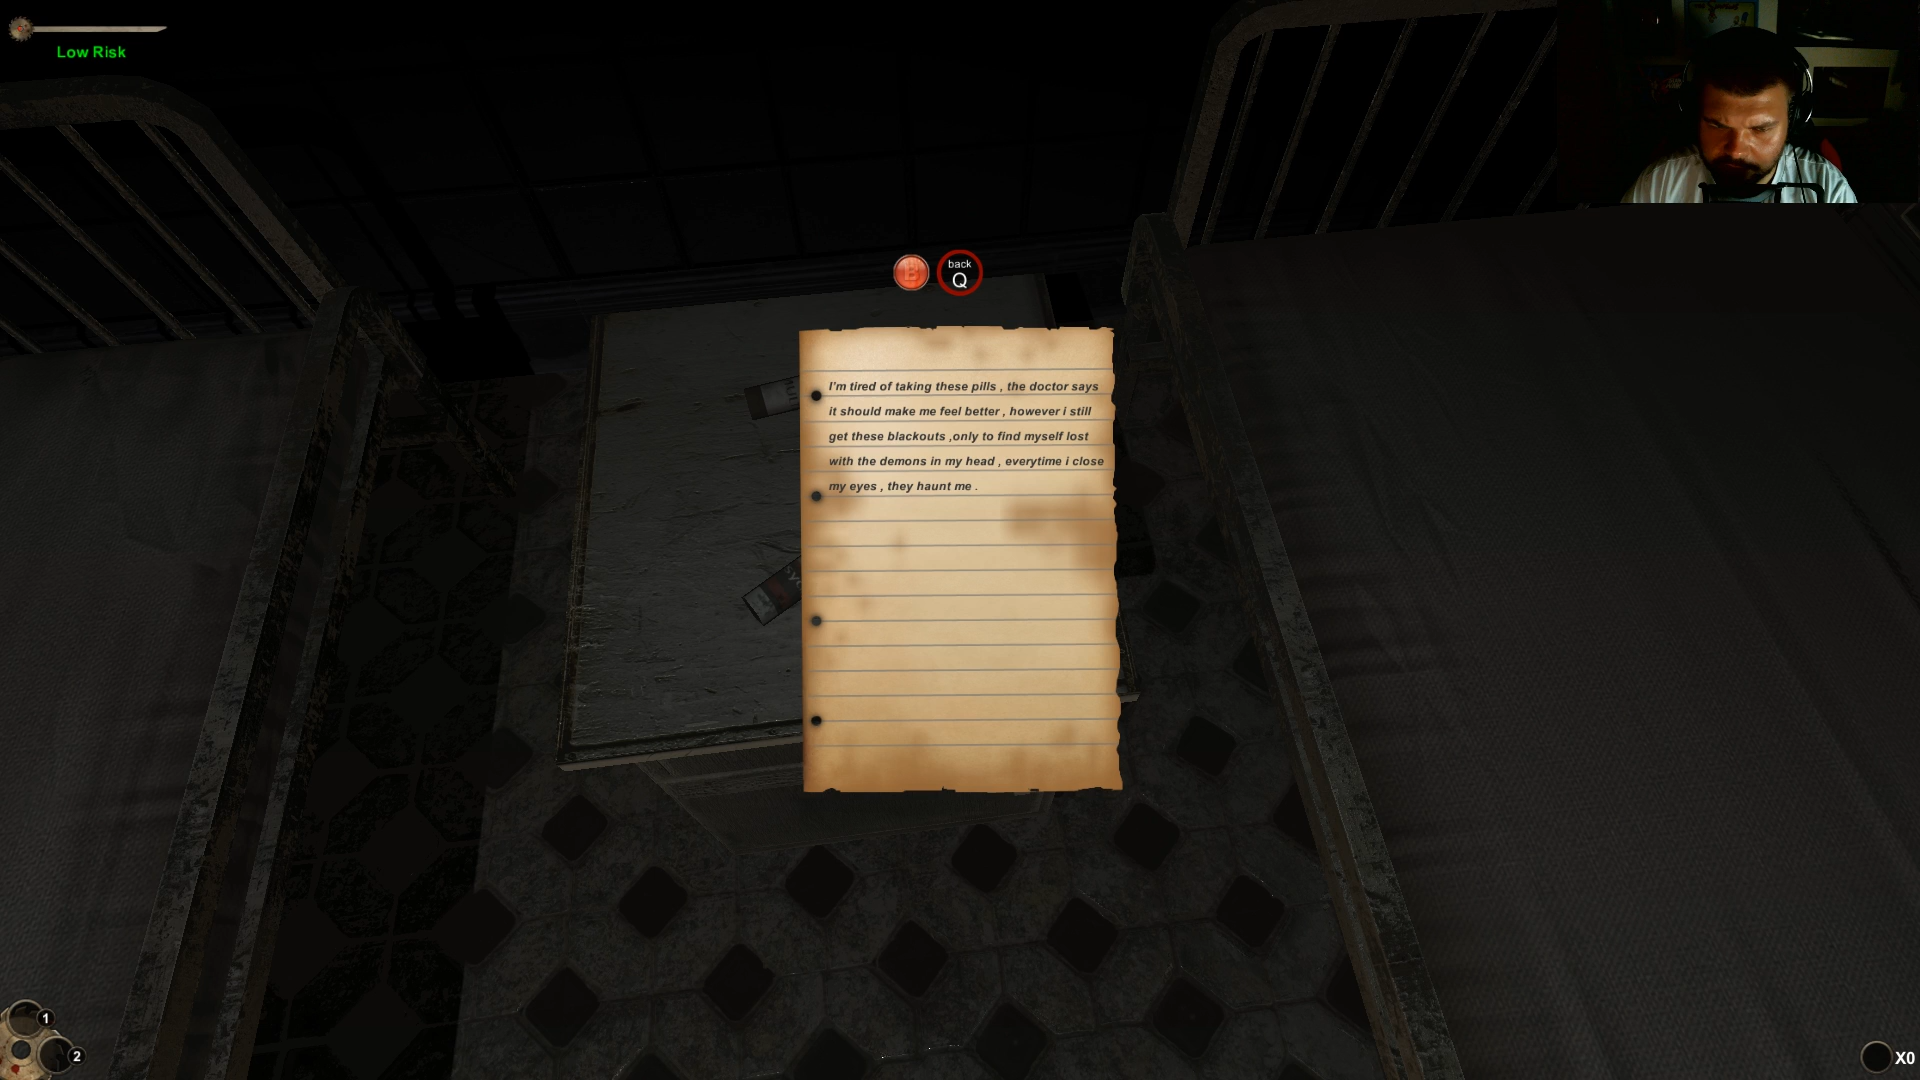 Low Risk
B
back
Q
I'm tired of taking these pills , the doctor says
it should make me feel better , however i still
get these blackouts ,only to find myself lost
with the demons in my head , everytime i close
my eyes , they haunt me .
1
2
X0